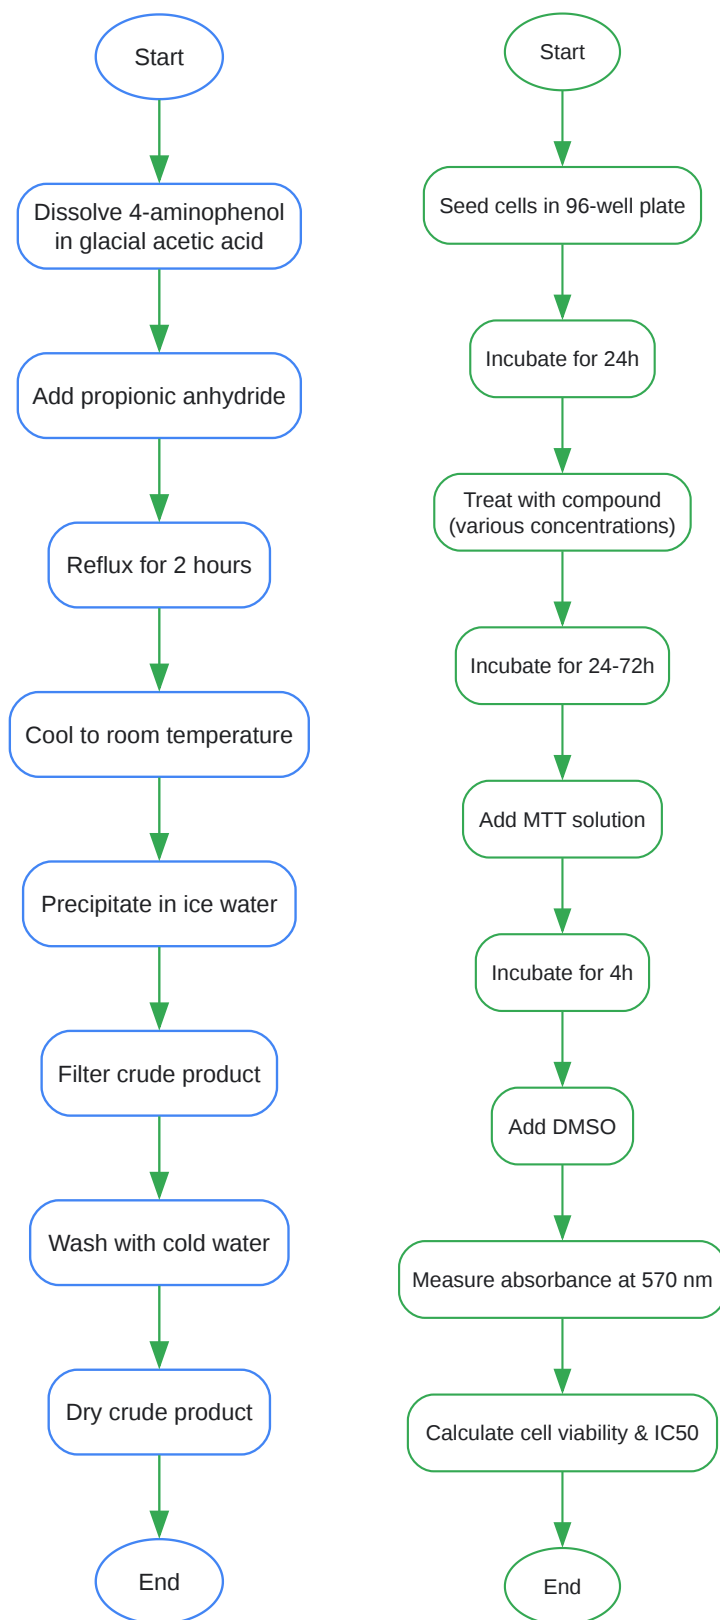 Start
Dissolve 4-aminophenol
in glacial acetic acid
Add propionic anhydride
Reflux for 2 hours
Cool to room temperature
Precipitate in ice water
Filter crude product
Wash with cold water
Dry crude product
End
Start
Seed cells in 96-well plate
Incubate for 24h
Treat with compound
(various concentrations)
Incubate for 24-72h
Add MTT solution
Incubate for 4h
Add DMSO
Measure absorbance at 570 nm
Calculate cell viability & IC50
End